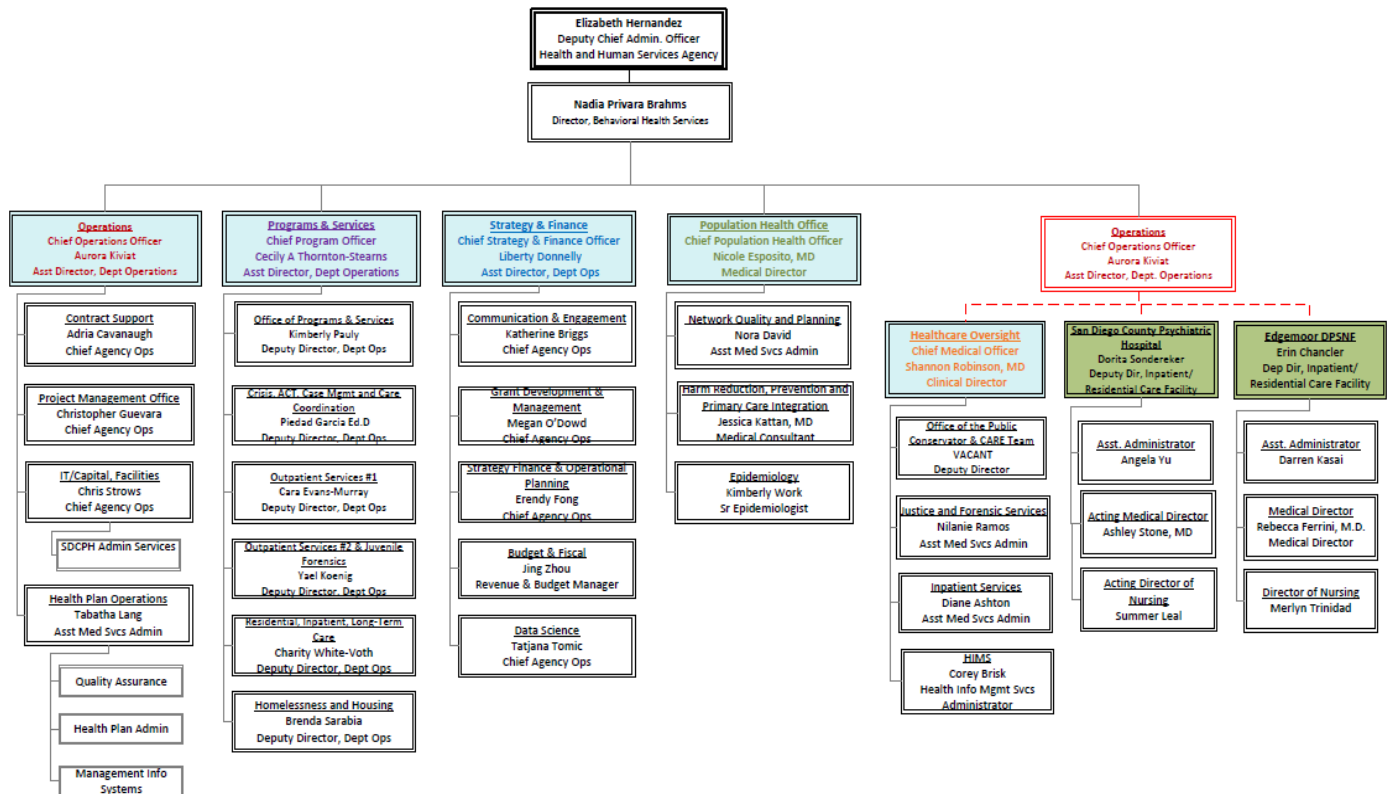 Elizabeth Hernandez
Deputy Chief Admin. Officer
Health and Human Services Agency
Nadia Privara Brahms
Director, Behavioral Health Services
Operations
Chief Operations Officer
Aurora Kiviat
Asst Director, Dept Operations
Contract Support
Adria Cavanaugh
Chief Agency Ops
Project Management Office
Christopher Guevara
Chief Agency Ops
IT/Capital, Facilities
Chris Strows
Chief Agency Ops
SDCPH Admin Services
Health Plan Operations
Tabatha Lang
Asst Med Svcs Admin
Quality Assurance
Health Plan Admin
Management Info
Systems
Programs & Services
Chief Program Officer
Cecily A Thornton-Stearns
Asst Director, Dept Operations
Office of Programs & Services
Kimberly Pauly
Deputy Director, Dept Ops
Crisis, ACT, Case Mgmt and Care
Coordination
Piedad Garcia Ed.D
Deputy Director, Dept Ops
Outpatient Services #1
Cara Evans-Murray
Deputy Director, Dept Ops
Outpatient Services #2 & Juvenile
Forensics
Yael Koenig
Deputy Director, Dept Ops
Residential, Inpatient, Long-Term
Care
Charity White-Voth
Deputy Director, Dept Ops
Homelessness and Housing
Brenda Sarabia
Deputy Director, Dept Ops
Strategy & Finance
Chief Strategy & Finance Officer
Liberty Donnelly
Asst Director, Dept Ops
Communication & Engagement
Katherine Briggs
Chief Agency Ops
Grant Development &
Management
Megan O'Dowd
Chief Agency Ops
Strategy Finance & Operational
Planning
Erendy Fong
Chief Agency Ops
Budget & Fiscal
Jing Zhou
Revenue & Budget Manager
Data Science
Tatjana Tomic
Chief Agency Ops
Population Health Office
Chief Population Health Officer
Nicole Esposito, MD
Medical Director
Network Quality and Planning
Nora David
Asst Med Svcs Admin
Harm Reduction, Prevention and
Primary Care Integration
Jessica Kattan, MD
Medical Consultant
Epidemiology
Kimberly Work
Sr Epidemiologist
Operations
Chief Operations Officer
Aurora Kiviat
Asst Director, Dept. Operations
Healthcare Oversight
Chief Medical Officer
Shannon Robinson, MD
Clinical Director
Office of the Public
Conservator & CARE Team
VACANT
Deputy Director
Justice and Forensic Services
Nilanie Ramos
Asst Med Svcs Admin
Inpatient Services
Diane Ashton
Asst Med Svcs Admin
HIMS
Corey Brisk
Health Info Mgmt Svcs
Administrator
San Diego County Psychiatric
Hospital
Dorita Sondereker
Deputy Dir, Inpatient/
Residential Care Facility
Asst. Administrator
Angela Yu
Acting Medical Director
Ashley Stone, MD
Acting Director of
Nursing
Summer Leal
Edgemoor DPSNF
Erin Chancler
Dep Dir, Inpatient/
Residential Care Facility
Asst. Administrator
Darren Kasai
Medical Director
Rebecca Ferrini, M.D.
Medical Director
Director of Nursing
Merlyn Trinidad